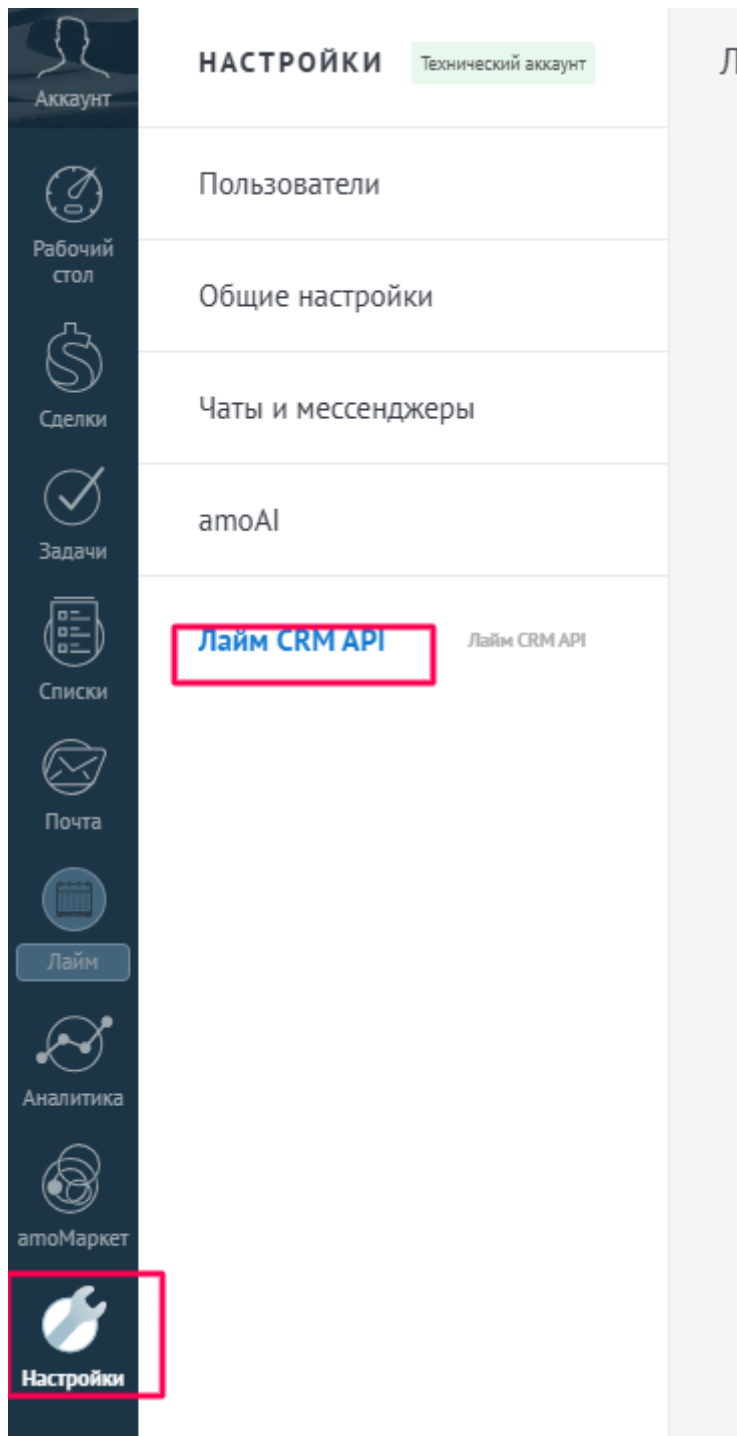 Аккаунт
Рабочий
стол
Сделки
Задачи
Списки
Почта
Лайм
Аналитика
amoМаркет
Настройки
НАСТРОЙКИ Технический аккаунт
Пользователи
Общие настройки
Чаты и мессенджеры
amoAI
Лайм CRM API Лайм CRM API
Л